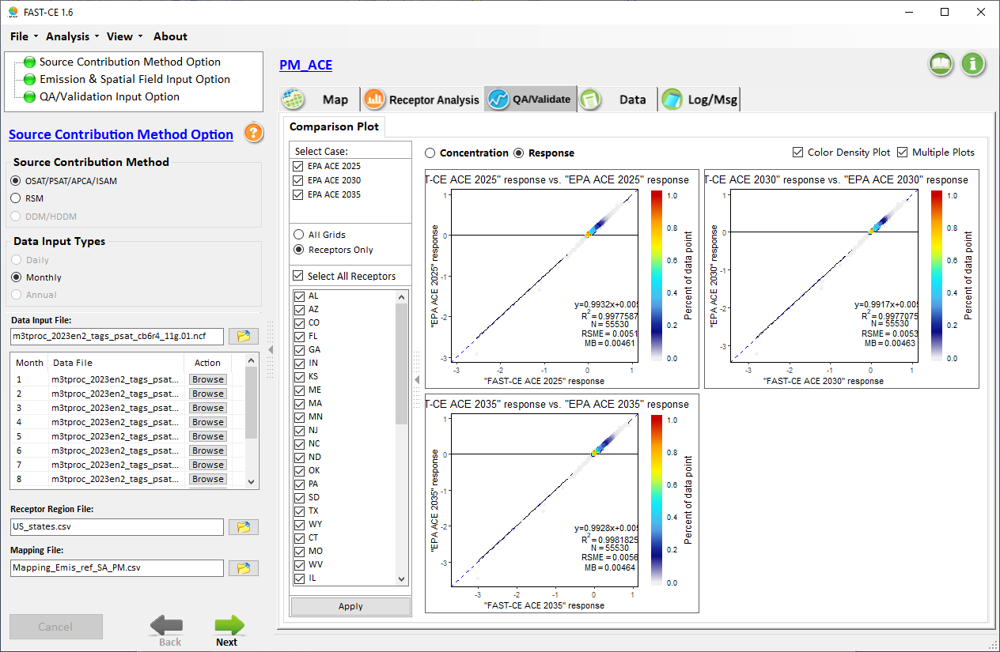 FAST-CE 1.6
File Analysis View About
Source Contribution Method Option
Emission & Spatial Field Input Option
QA/Validation Input Option
Source Contribution Method Option
Source Contribution Method
OSAT/PSAT/APCA/ISAM
RSM
DDM/HDDM
Data Input Types
Daily
Monthly
Annual
Data Input File:
m3tproc_2023en2_tags_psat_cb6r4_11g.01.ncf
Month Data File Action
1 m3tproc_2023en2_tags_psat... Browse
2 m3tproc_2023en2_tags_psat... Browse
3 m3tproc_2023en2_tags_psat... Browse
4 m3tproc_2023en2_tags_psat... Browse
5 m3tproc_2023en2_tags_psat... Browse
6 m3tproc_2023en2_tags_psat... Browse
7 m3tproc_2023en2_tags_psat... Browse
8 m3tproc_2023en2_tags_psat... Browse
Receptor Region File:
US_states.csv
Mapping File:
Mapping_Emis_ref_SA_PM.csv
Cancel
Back
Next
PM_ACE
Map Receptor Analysis QA/Validate Data Log/Msg
Comparison Plot
Select Case:
EPA ACE 2025
EPA ACE 2030
EPA ACE 2035
All Grids
Receptors Only
Select All Receptors
AL
AZ
CO
FL
GA
IN
KS
ME
MA
MN
NJ
NC
ND
OK
PA
SD
TX
WY
CT
MO
WV
IL
Apply
Concentration Response
Color Density Plot Multiple Plots
T-CE ACE 2025" response vs. "EPA ACE 2025" response
"EPA ACE 2025" response
1
0
-1
-2
-3
-3 -2 -1 0 1
"FAST-CE ACE 2025" response
y=0.9932x+0.005
R2=0.9977587
N = 55530
RSME = 0.0051
MB = 0.00461
1.0
0.8
0.6
0.4
0.2
0.0
Percent of data point
T-CE ACE 2030" response vs. "EPA ACE 2030" response
"EPA ACE 2030" response
1
0
-1
-2
-3
-3 -2 -1 0 1
"FAST-CE ACE 2030" response
y=0.9917x+0.005
R2=0.9977075
N = 55530
RSME = 0.0053
MB = 0.00463
1.0
0.8
0.6
0.4
0.2
0.0
Percent of data point
T-CE ACE 2035" response vs. "EPA ACE 2035" response
"EPA ACE 2035" response
1
0
-1
-2
-3
-3 -2 -1 0 1
"FAST-CE ACE 2035" response
y=0.9928x+0.005
R2=0.9981825
N = 55530
RSME = 0.0056
MB = 0.00464
1.0
0.8
0.6
0.4
0.2
0.0
Percent of data point